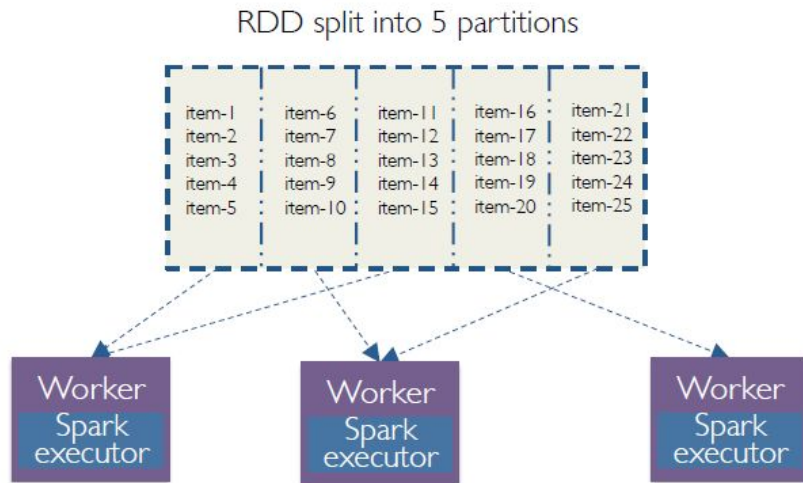 RDD split into 5 partitions
item-1
item-2
item-3
item-4
item-5
item-6
item-7
item-8
item-9
item-10
item-11
item-12
item-13
item-14
item-15
item-16
item-17
item-18
item-19
item-20
item-21
item-22
item-23
item-24
item-25
Worker
Spark
executor
Worker
Spark
executor
Worker
Spark
executor